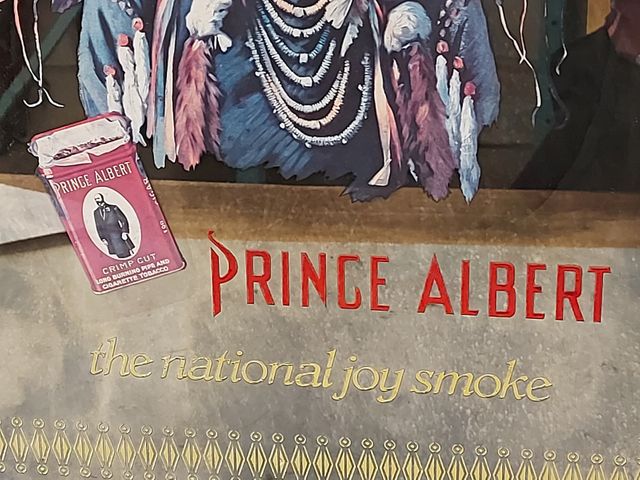 PRINCE ALBERT
CRIMP CUT
LONG BURNING PIPE AND
CIGARETTE TOBACCO
PRINCE ALBERT
the national joy smoke